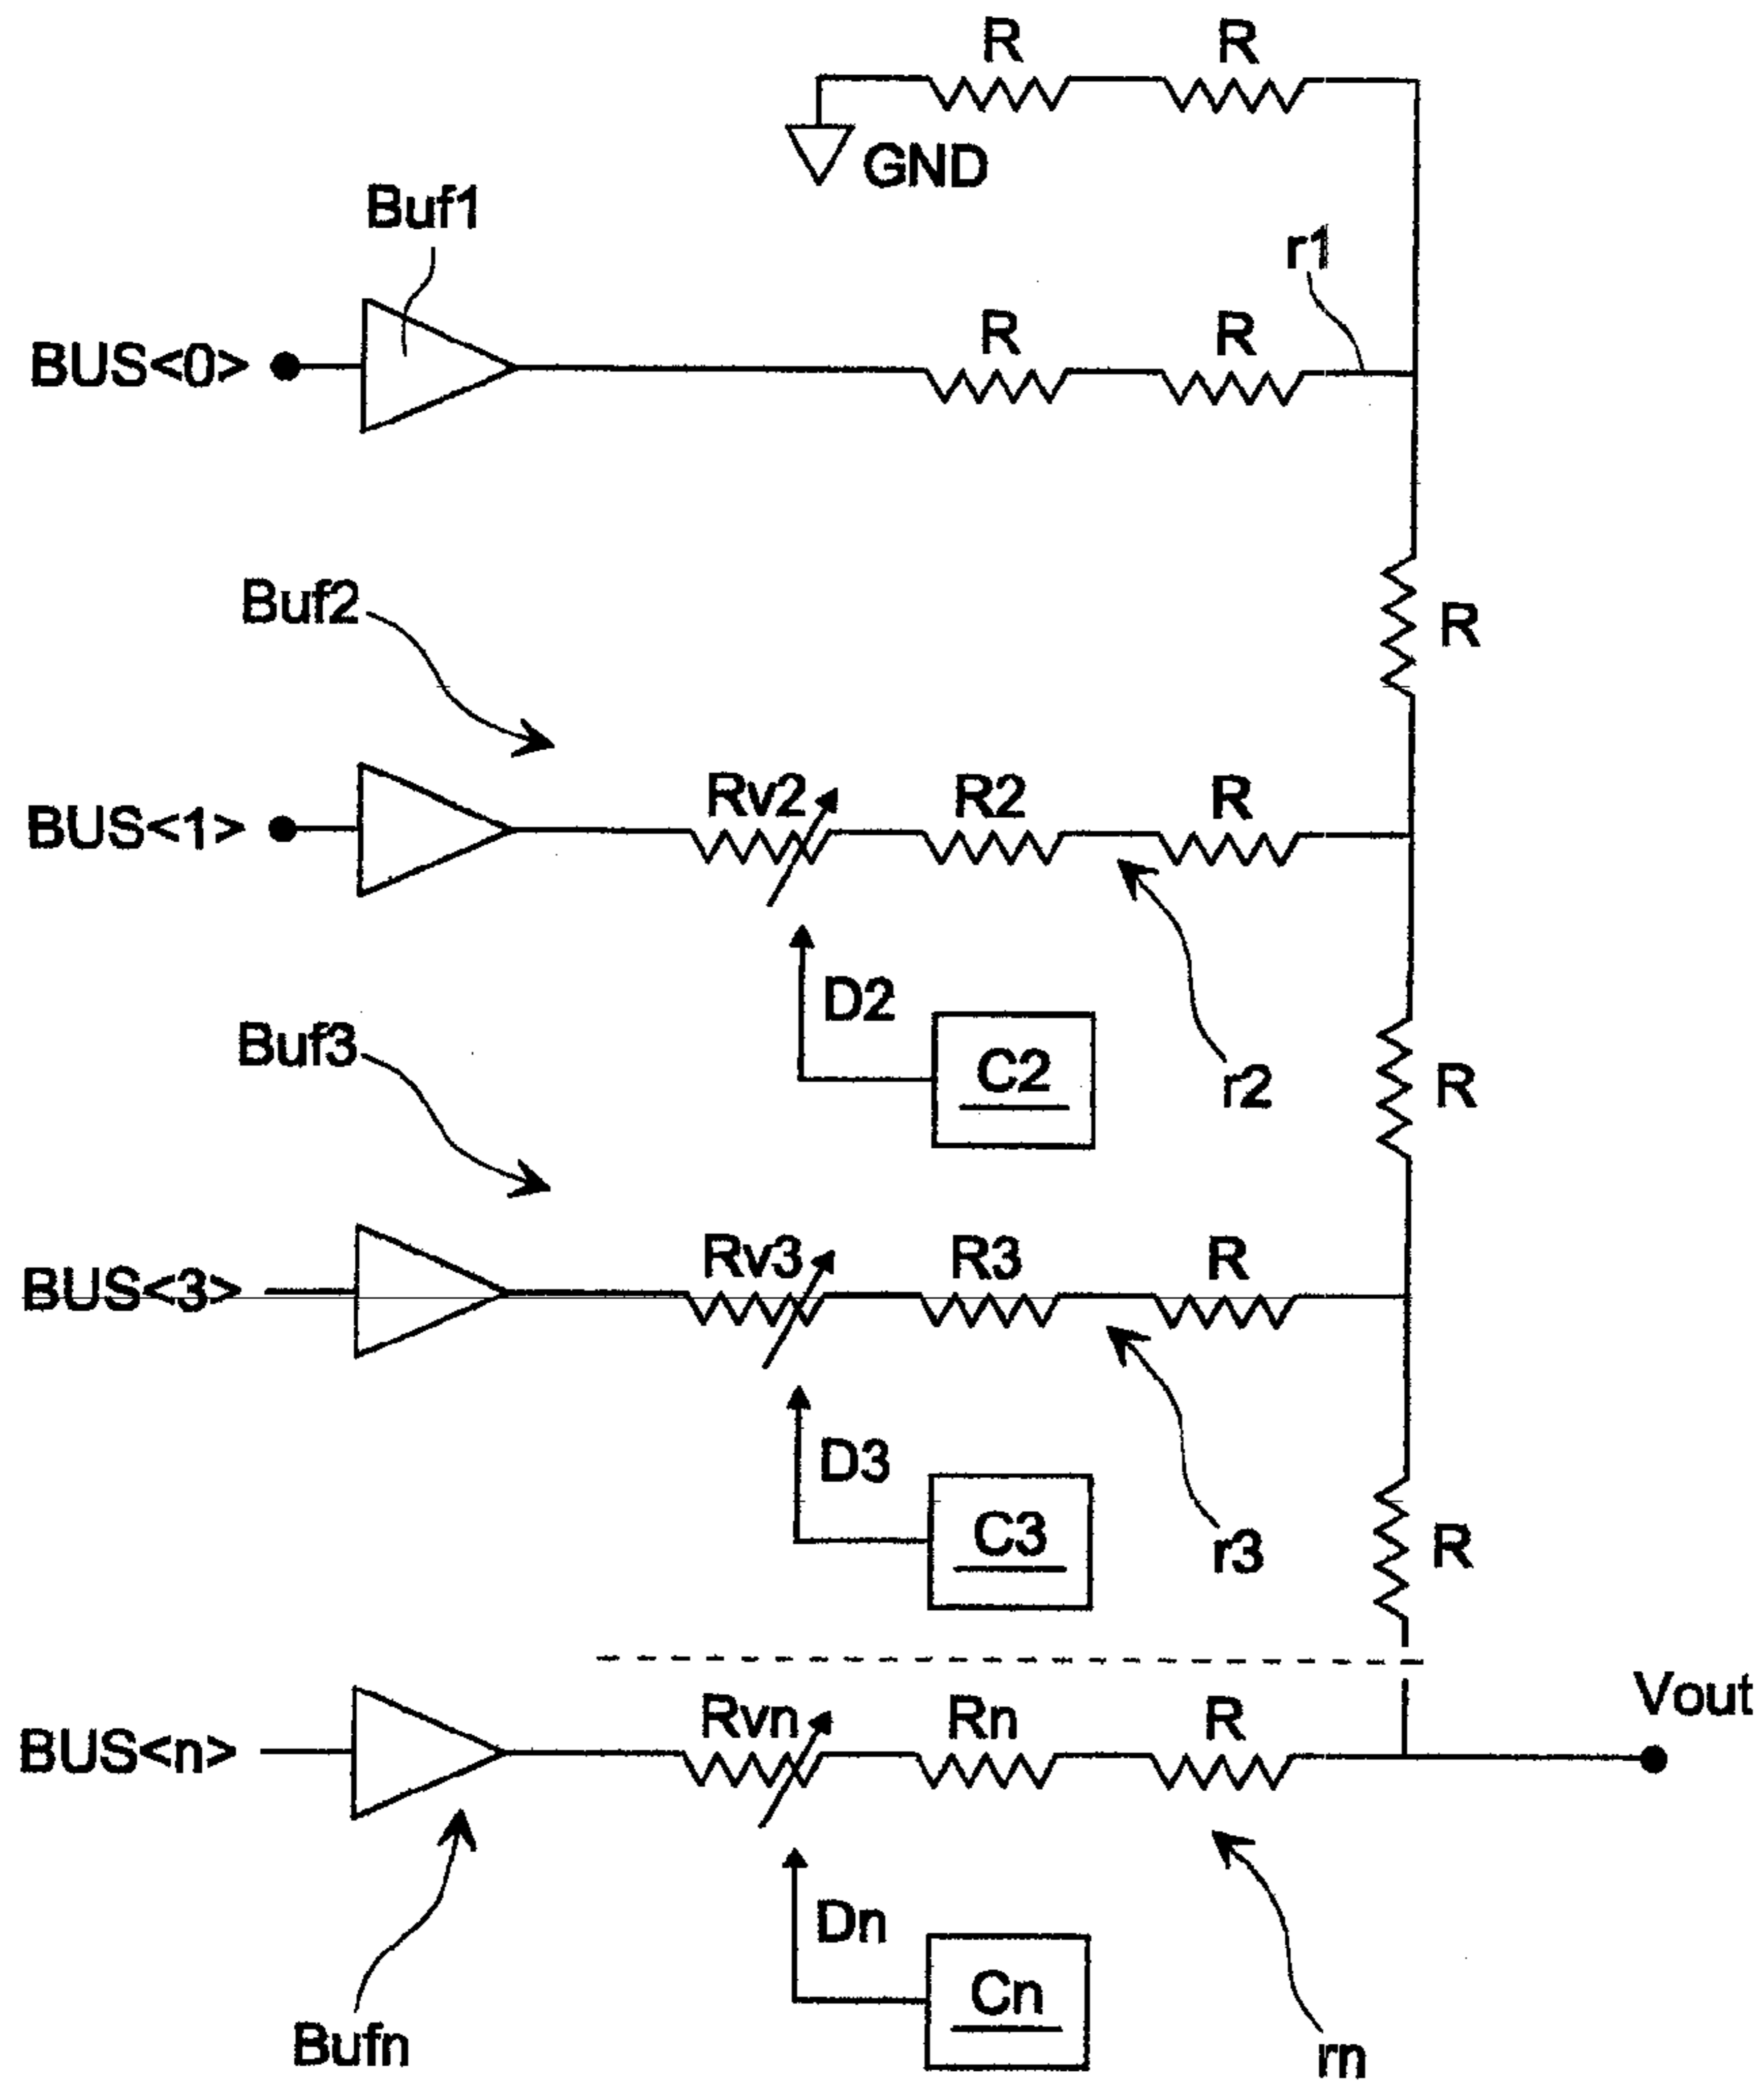 R R
GND
Buf1
r1
BUS<0> R R
R
Buf2
BUS<1> Rv2 R2 R
D2
C2
r2
R
Buf3
BUS<3> Rv3 R3 R
D3
C3
r3
R
BUS<n> Rvn Rn R Vout
Dn
Cn
Bufn
rn